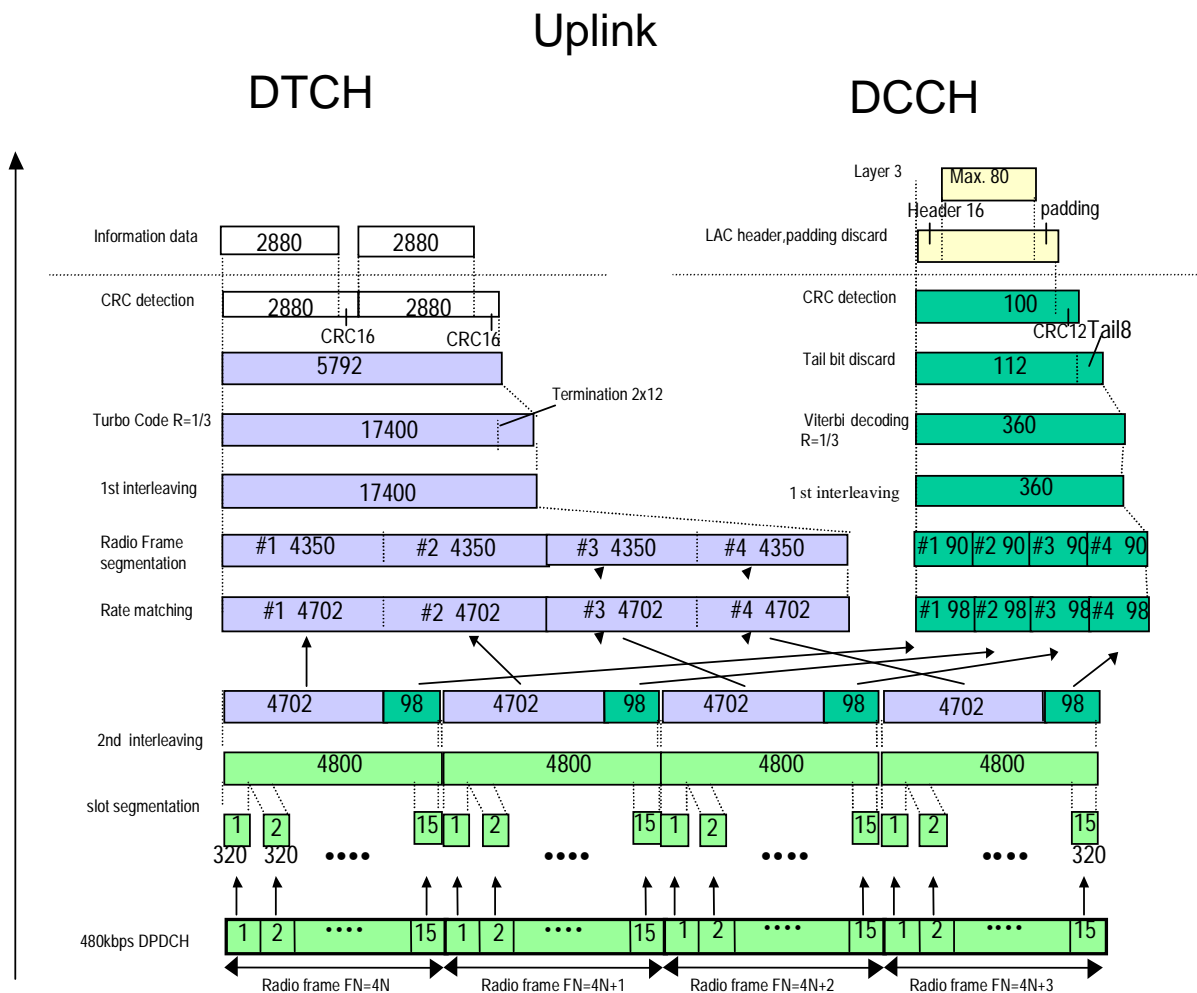 Uplink
DTCH
DCCH
Layer 3
Max. 80
Header 16
padding
Information data
2880
2880
LAC header,padding discard
CRC detection
2880
2880
CRC16
CRC16
CRC detection
100
CRC12
Tail8
5792
Tail bit discard
112
Termination 2x12
Turbo Code R=1/3
17400
Viterbi decoding
R=1/3
360
1st interleaving
17400
1st interleaving
360
Radio Frame
segmentation
#1 4350
#2 4350
#3 4350
#4 4350
#1 90
#2 90
#3 90
#4 90
Rate matching
#1 4702
#2 4702
#3 4702
#4 4702
#1 98
#2 98
#3 98
#4 98
4702
98
4702
98
4702
98
4702
98
2nd interleaving
4800
4800
4800
4800
slot segmentation
1
2
15
1
2
15
1
2
15
1
2
15
320
320
••••
••••
••••
••••
320
480kbps DPDCH
1
2
••••
15
1
2
••••
15
1
2
••••
15
1
2
••••
15
Radio frame FN=4N
Radio frame FN=4N+1
Radio frame FN=4N+2
Radio frame FN=4N+3